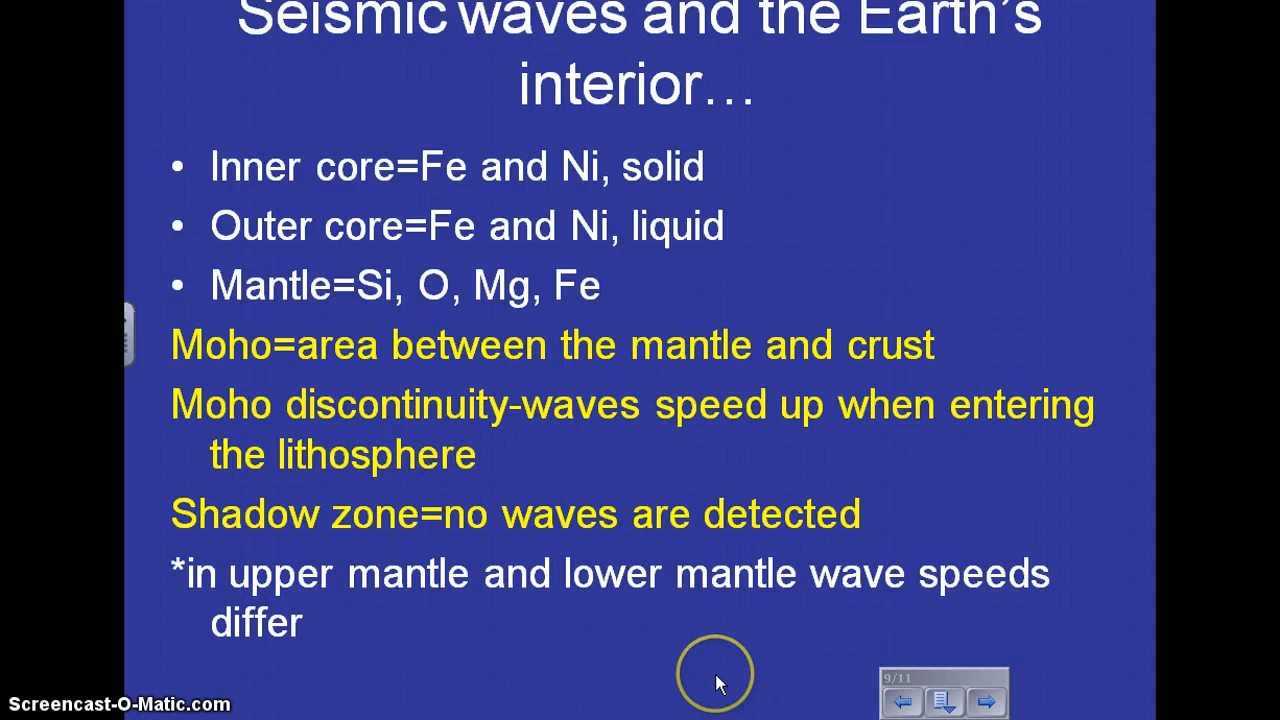 Seismic waves and the Earth's
interior…
• Inner core=Fe and Ni, solid
• Outer core=Fe and Ni, liquid
• Mantle=Si, O, Mg, Fe
Moho=area between the mantle and crust
Moho discontinuity-waves speed up when entering
the lithosphere
Shadow zone=no waves are detected
*in upper mantle and lower mantle wave speeds
differ
9/11
Screencast-O-Matic.com